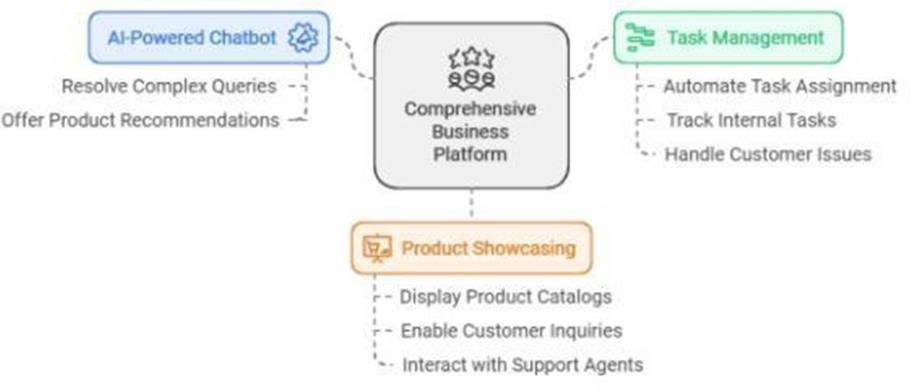 AI-Powered Chatbot
Resolve Complex Queries
Offer Product Recommendations
Comprehensive
Business
Platform
Task Management
Automate Task Assignment
Track Internal Tasks
Handle Customer Issues
Product Showcasing
Display Product Catalogs
Enable Customer Inquiries
Interact with Support Agents